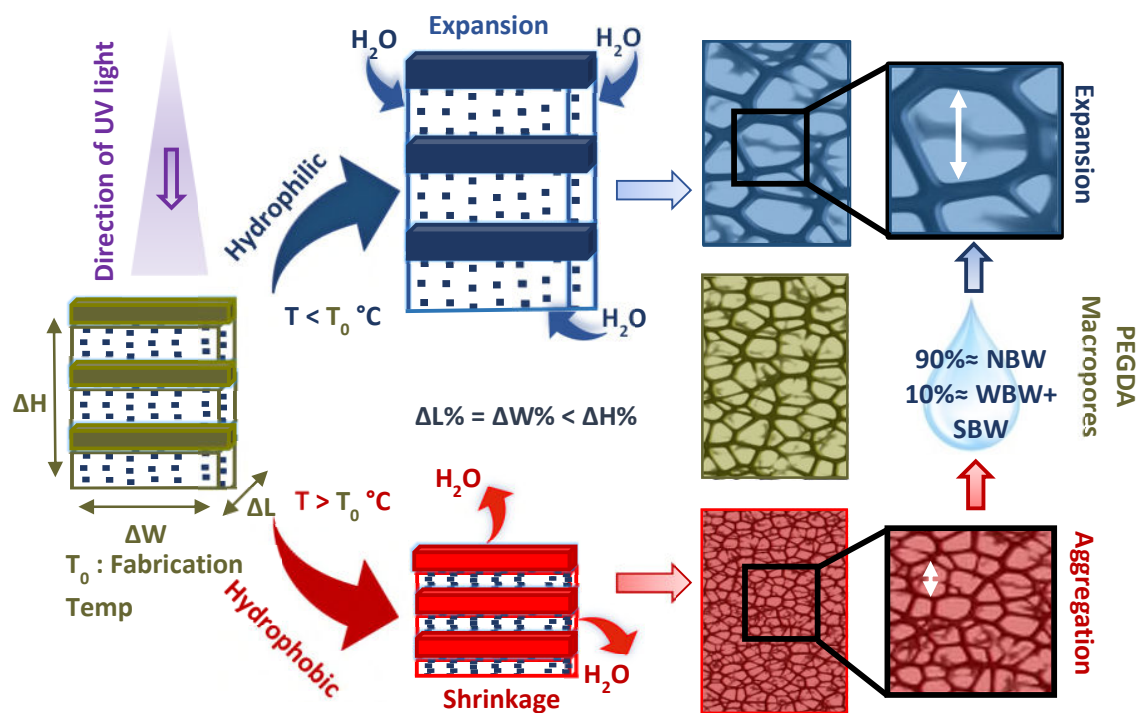 Direction of UV light
H₂O
Expansion
H₂O
Hydrophilic
T < T₀ °C
H₂O
ΔH
ΔL
ΔW
T₀ : Fabrication
Temp
ΔL% = ΔW% < ΔH%
T > T₀ °C
Hydrophobic
H₂O
H₂O
Shrinkage
Expansion
PEGDA
Macropores
90%≈ NBW
10%≈ WBW+
SBW
Aggregation